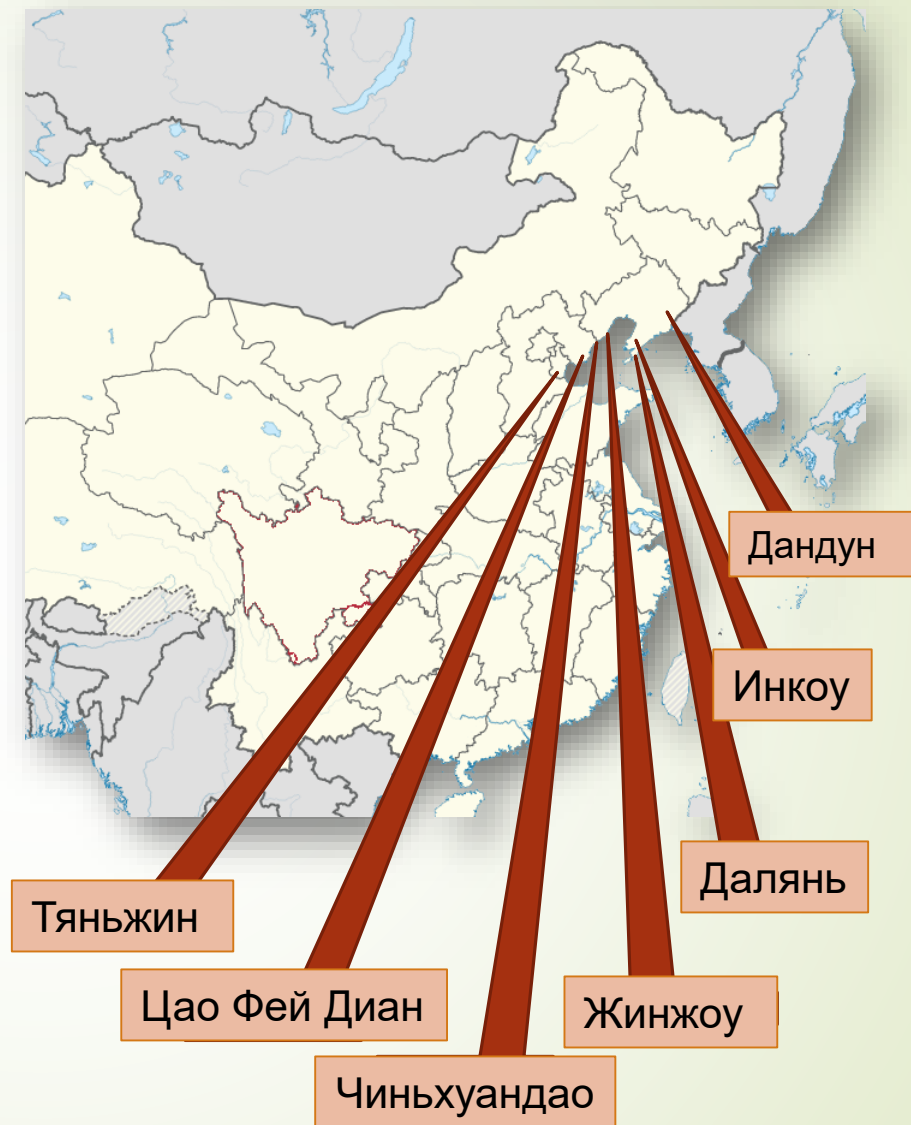 Дандун
Инкоу
Далянь
Тяньжин
Цао Фей Диан
Жинжоу
Чиньхуандао